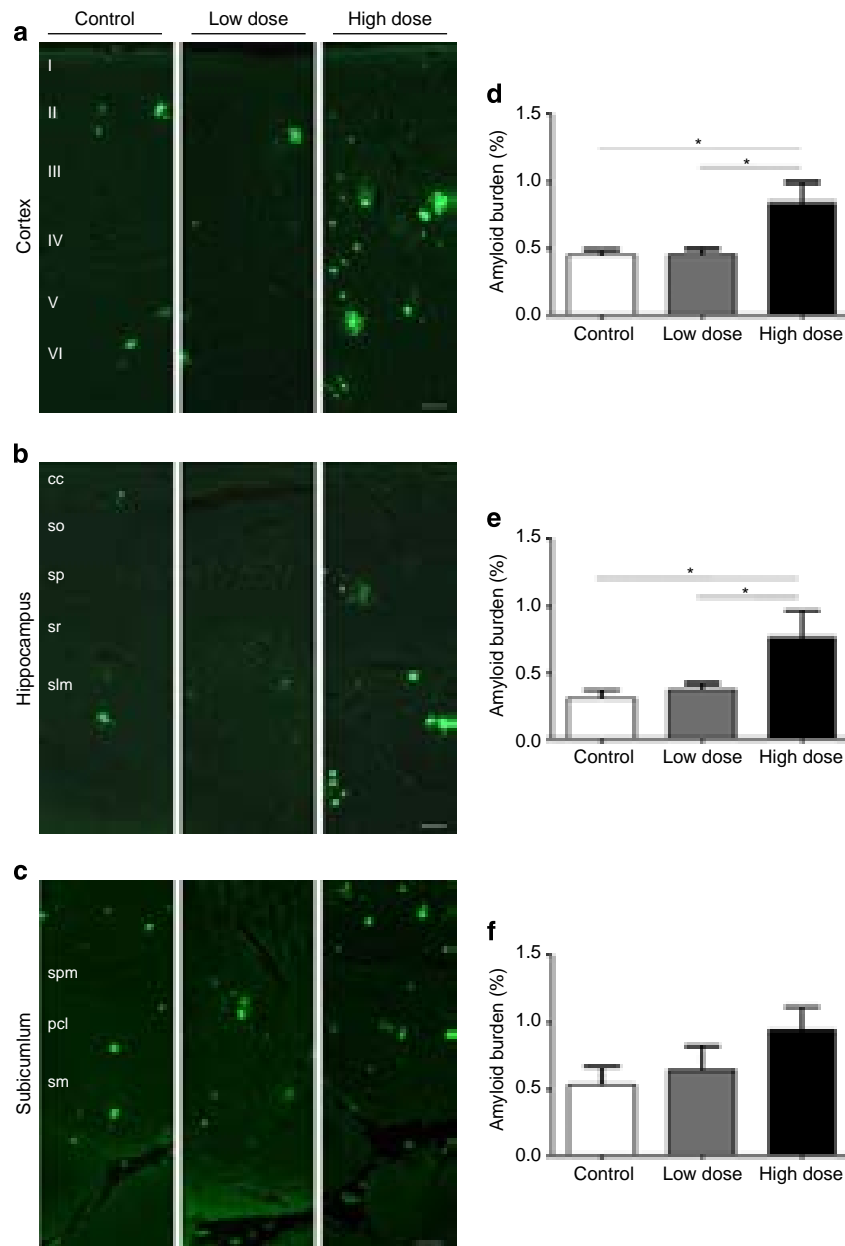 Control Low dose High dose
a
Cortex
I
II
III
IV
V
VI
d
Amyloid burden (%)
1.5
1.0
0.5
0.0
*
*
Control Low dose High dose
b
Hippocampus
cc
so
sp
sr
slm
e
Amyloid burden (%)
1.5
1.0
0.5
0.0
*
*
Control Low dose High dose
c
Subicumlum
spm
pcl
sm
f
Amyloid burden (%)
1.5
1.0
0.5
0.0
Control Low dose High dose